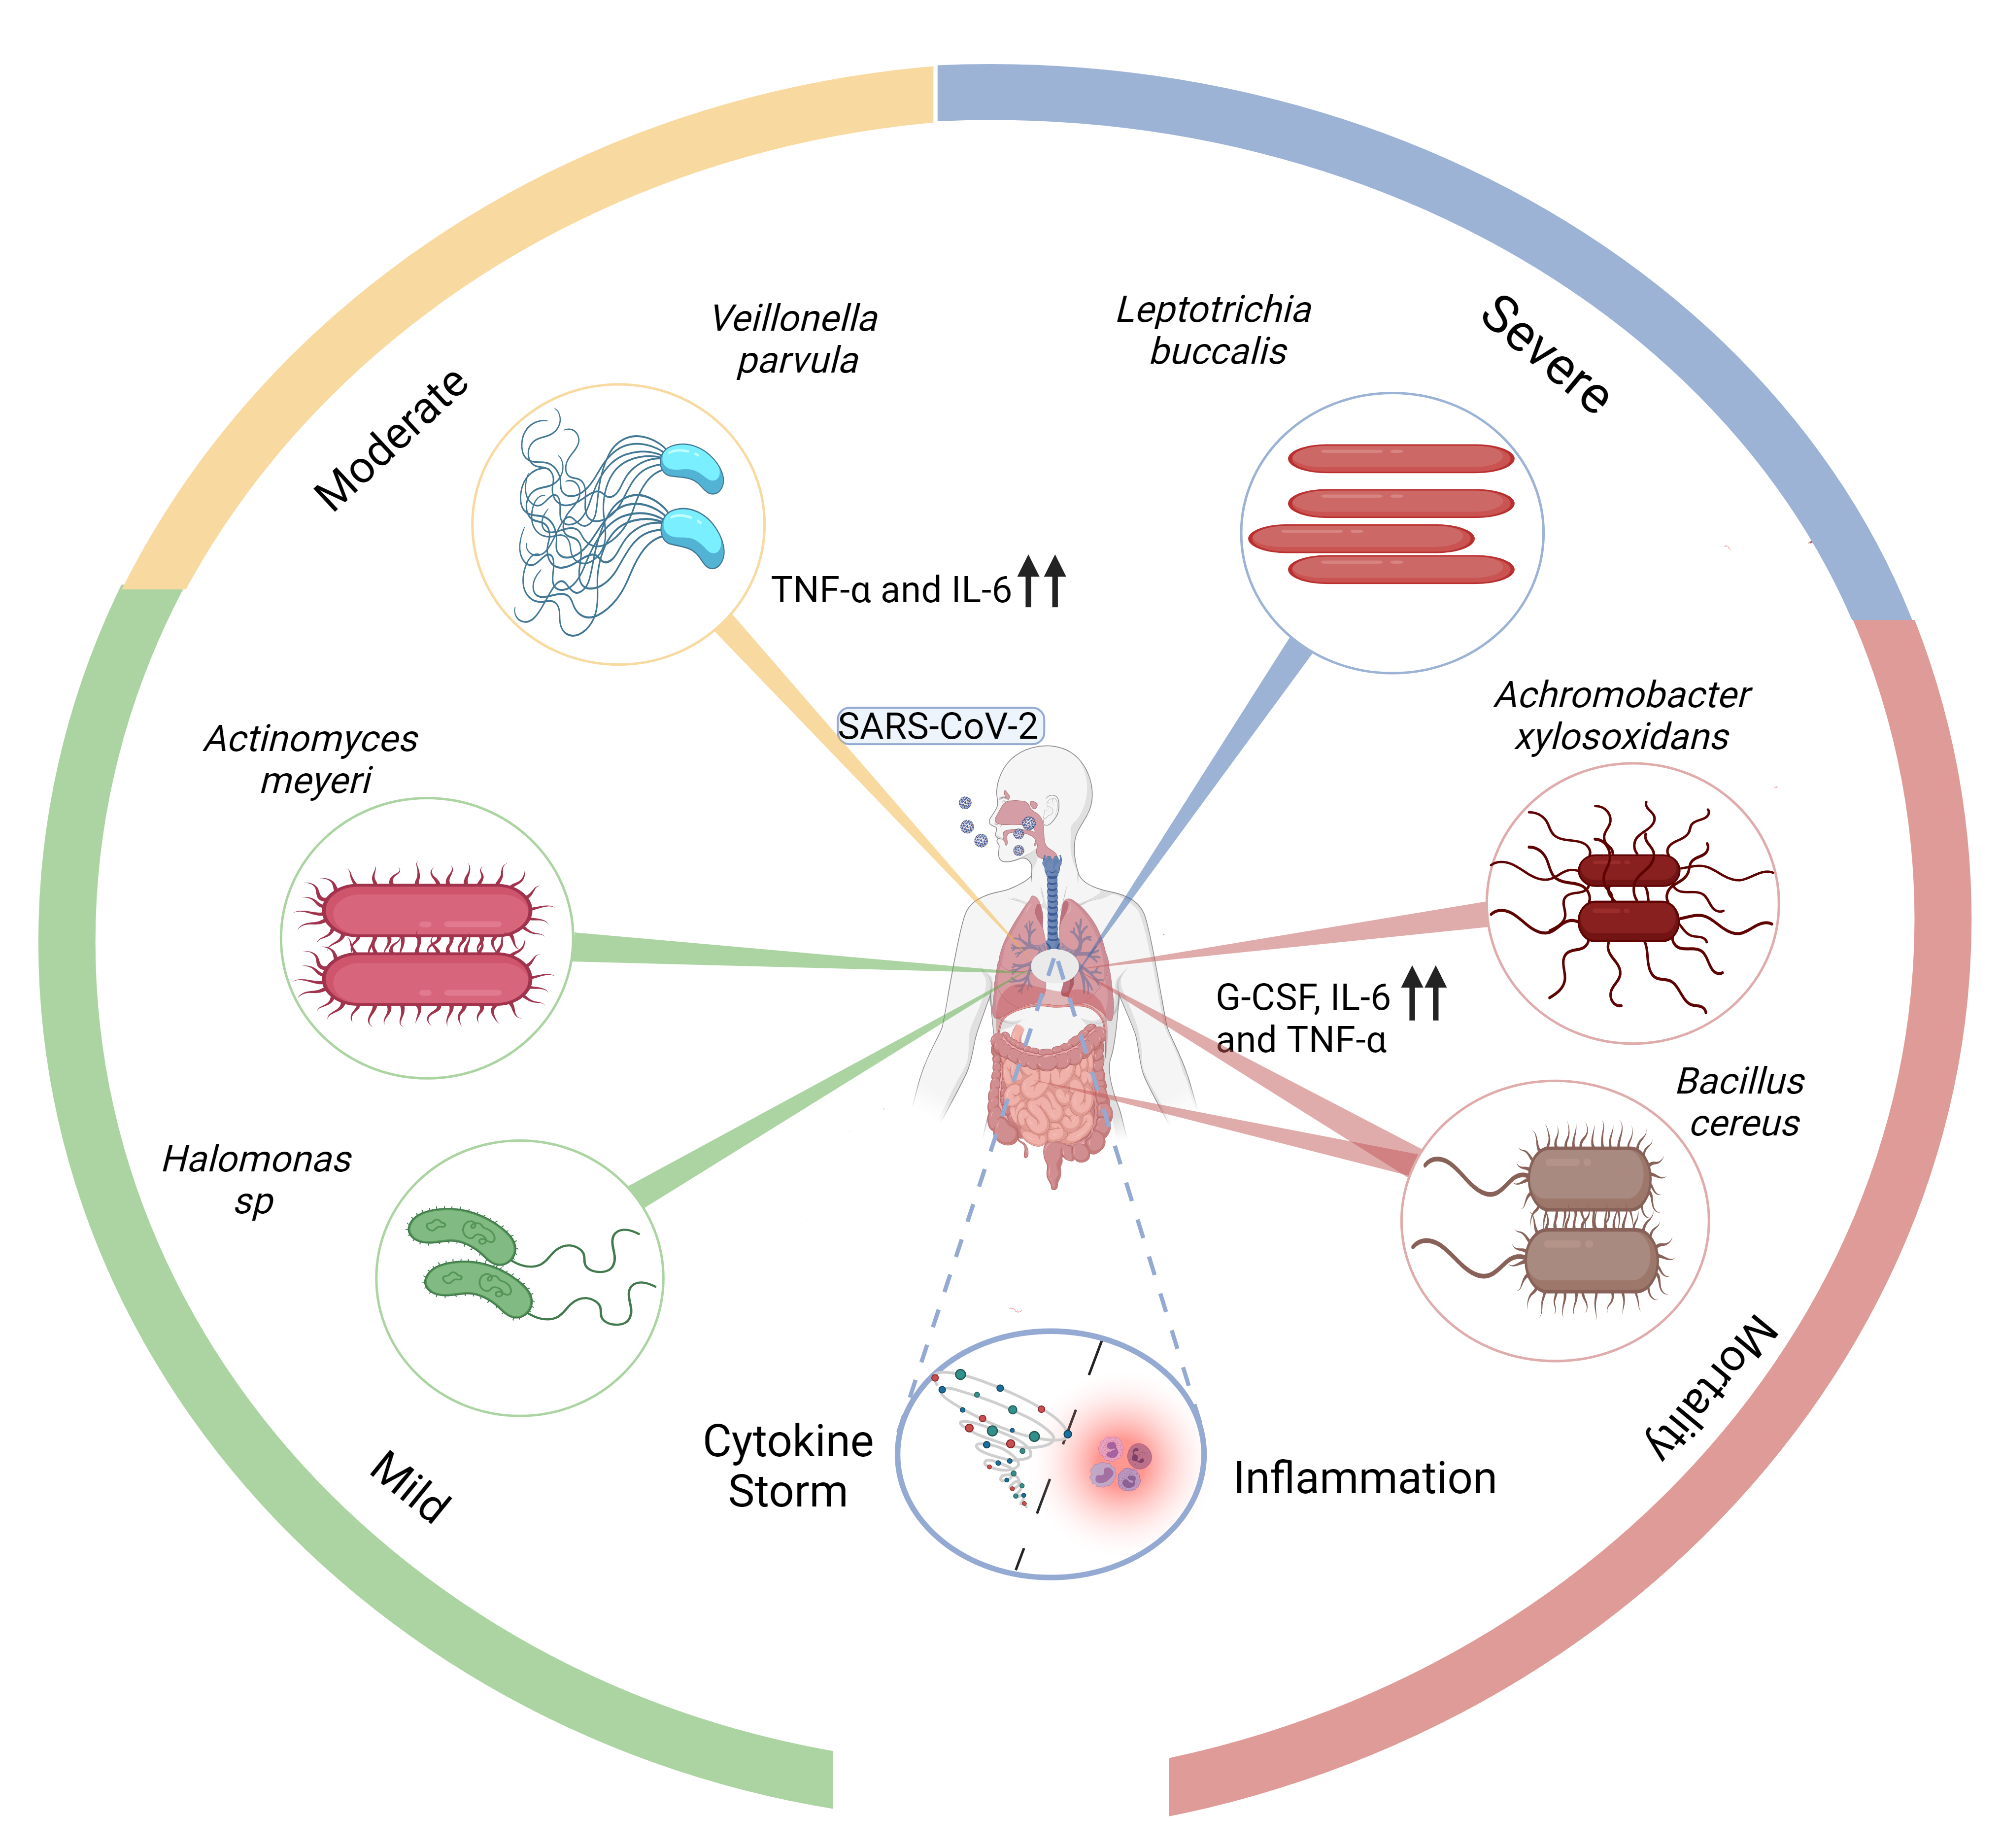 Veillonella
parvula
Leptotrichia
buccalis
Severe
Moderate
TNF-α and IL-6
Achromobacter
xylosoxidans
SARS-CoV-2
Actinomyces
meyeri
G-CSF, IL-6
and TNF-α
Bacillus
cereus
Halomonas
sp
Mortality
Cytokine
Storm
Inflammation
Mild